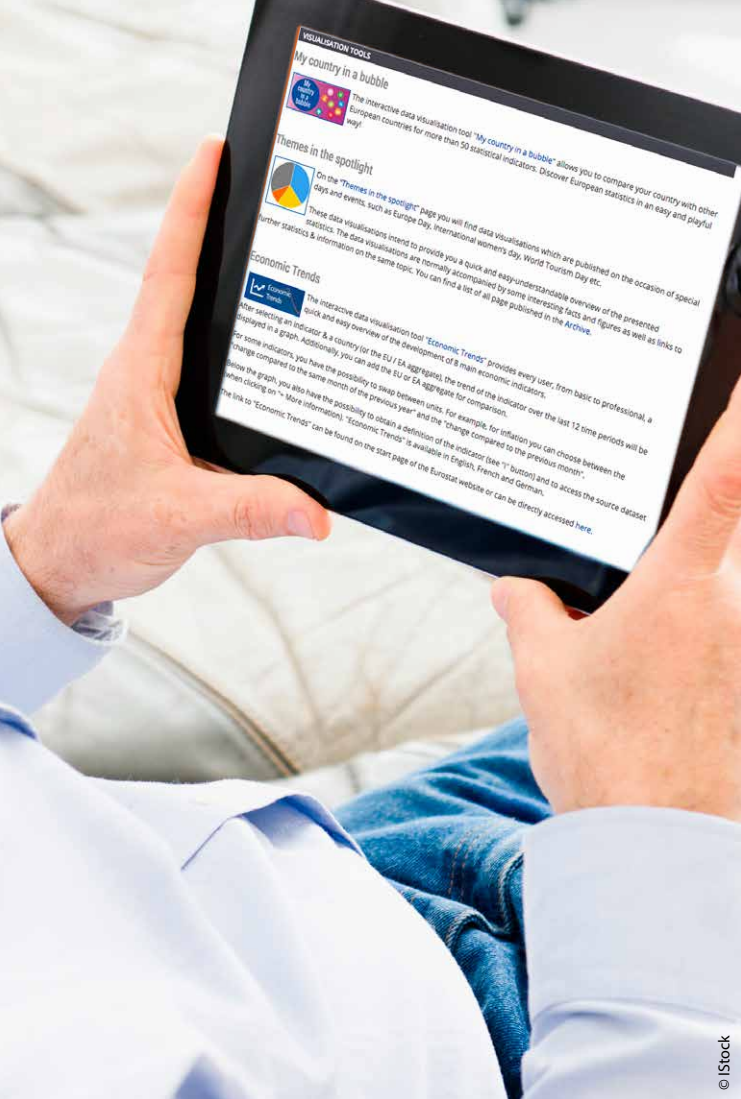 VISUALISATION TOOLS
My country in a bubble
My
country
in a
bubble
The interactive data visualisation tool "My country in a bubble" allows you to compare your country with other
European countries for more than 50 statistical indicators. Discover European statistics in an easy and playful
way!
Themes in the spotlight
On the "Themes in the spotlight" page you will find data visualisations which are published on the occasion of special
days and events, such as Europe Day, International women's day, World Tourism Day etc.
These data visualisations intend to provide you a quick and easy-understandable overview of the presented
statistics. The data visualisations are normally accompanied by some interesting facts and figures as well as links to
further statistics & information on the same topic. You can find a list of all page published in the Archive.
Economic Trends
Economic
Trends
The interactive data visualisation tool "Economic Trends" provides every user, from basic to professional, a
quick and easy overview of the development of 8 main economic indicators.
After selecting an indicator & a country (or the EU / EA aggregate), the trend of the indicator over the last 12 time periods will be
displayed in a graph. Additionally, you can add the EU or EA aggregate for comparison.
For some indicators, you have the possibility to swap between units. For example, for inflation you can choose between the
"change compared to the same month of the previous year" and the "change compared to the previous month".
Below the graph, you also have the possibility to obtain a definition of the indicator (see "i" button) and to access the source dataset
(when clicking on "+ More information). "Economic Trends" is available in English, French and German.
The link to "Economic Trends" can be found on the start page of the Eurostat website or can be directly accessed here.
© IStock